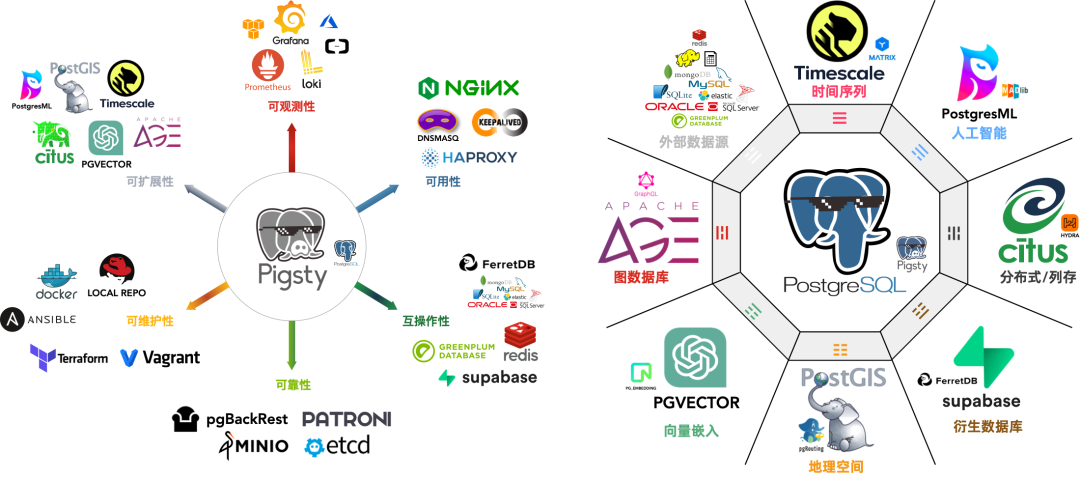 Grafana
Prometheus
loki
可观测性
PostgresML
PostGIS
Timescale
citus
PGVECTOR
APACHE
AGE
可扩展性
NGINX
DNSMASQ
KEEPALIVED
HAPROXY
可用性
Pigsty
PostgreSQL
docker
LOCAL REPO
ANSIBLE
可维护性
Terraform
Vagrant
FerretDB
mongoDB
MySQL
SQLite
elastic
ORACLE
SQL Server
互操作性
GREENPLUM
DATABASE
redis
supabase
可靠性
pgBackRest
PATRONI
MINIO
etcd
redis
mongoDB
MySQL
SQLite
elastic
ORACLE
SQL Server
GREENPLUM
DATABASE
外部数据源
Timescale
MATRIX
时间序列
PostgresML
MADlib
人工智能
GraphQL
APACHE
AGE
图数据库
PostgreSQL
Pigsty
citus
HYDRA
分布式/列存
PG_EMBEDDING
PGVECTOR
向量嵌入
PostGIS
pgRouting
地理空间
FerretDB
supabase
衍生数据库